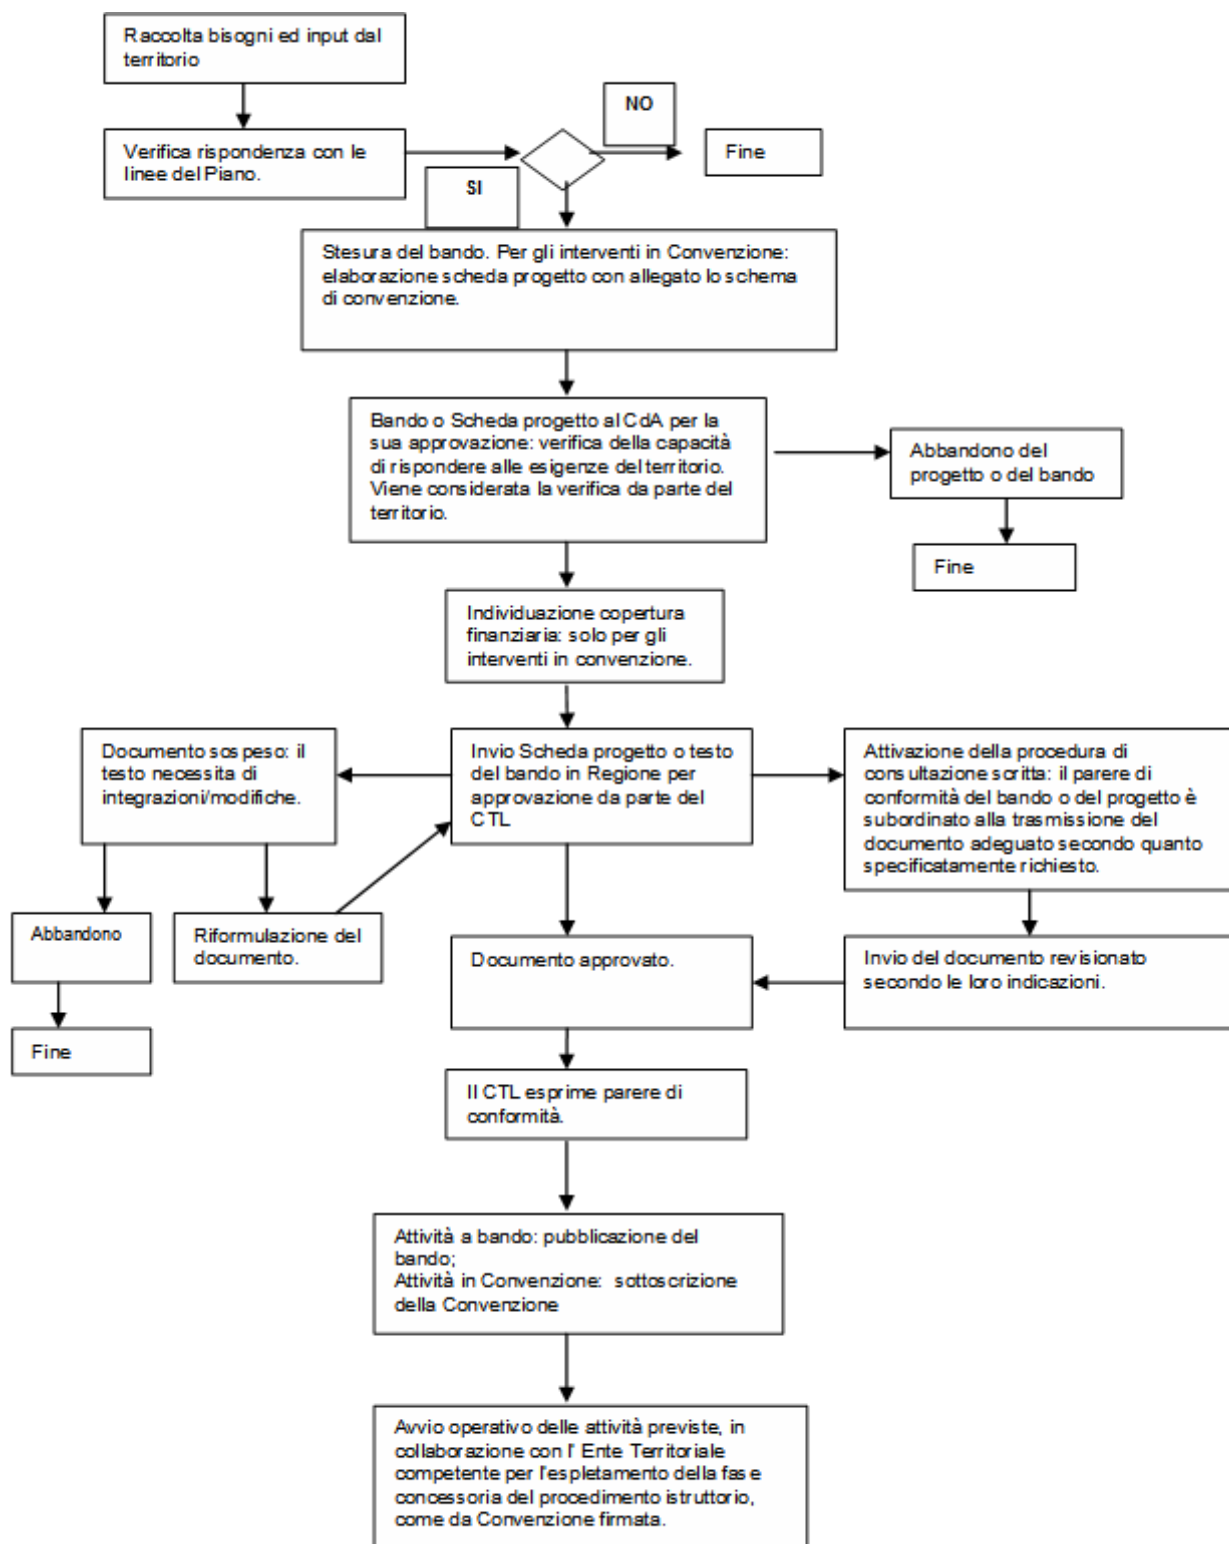 Raccolta bisogni ed input dal
territorio
NO
Verifica rispondenza con le
linee del Piano.
Fine
SI
Stesura del bando. Per gli interventi in Convenzione:
elaborazione scheda progetto con allegato lo schema
di convenzione.
Bando o Scheda progetto al CdA per la
sua approvazione: verifica della capacità
di rispondere alle esigenze del territorio.
Viene considerata la verifica da parte del
territorio.
Abbandono del
progetto o del bando
Fine
Individuazione copertura
finanziaria: solo per gli
interventi in convenzione.
Documento sospeso: il
testo necessita di
integrazioni/modifiche.
Invio Scheda progetto o testo
del bando in Regione per
approvazione da parte del
CTL
Attivazione della procedura di
consultazione scritta: il parere di
conformità del bando o del progetto è
subordinato alla trasmissione del
documento adeguato secondo quanto
specificatamente richiesto.
Abbandono
Riformulazione del
documento.
Documento approvato.
Invio del documento revisionato
secondo le loro indicazioni.
Fine
Il CTL esprime parere di
conformità.
Attività a bando: pubblicazione del
bando;
Attività in Convenzione: sottoscrizione
della Convenzione
Avvio operativo delle attività previste, in
collaborazione con l' Ente Territoriale
competente per l'espletamento della fase
concessoria del procedimento istruttorio,
come da Convenzione firmata.